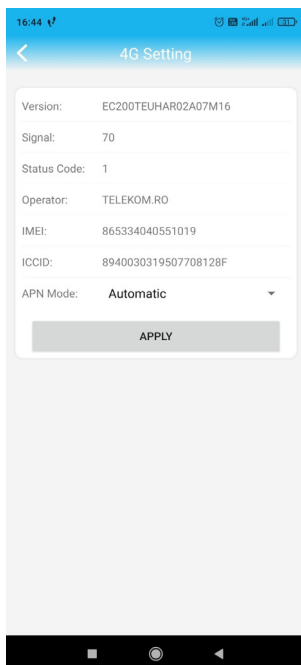 16:44
4G Setting
Version: EC200TEUHAR02A07M16
Signal: 70
Status Code: 1
Operator: TELEKOM.RO
IMEI: 865334040551019
ICCID: 8940030319507708128F
APN Mode: Automatic
APPLY